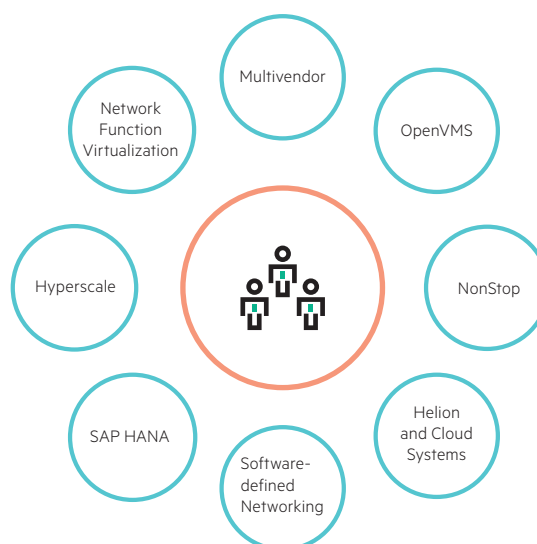 Multivendor
OpenVMS
NonStop
Helion
and Cloud
Systems
Software-
defined
Networking
SAP HANA
Hyperscale
Network
Function
Virtualization